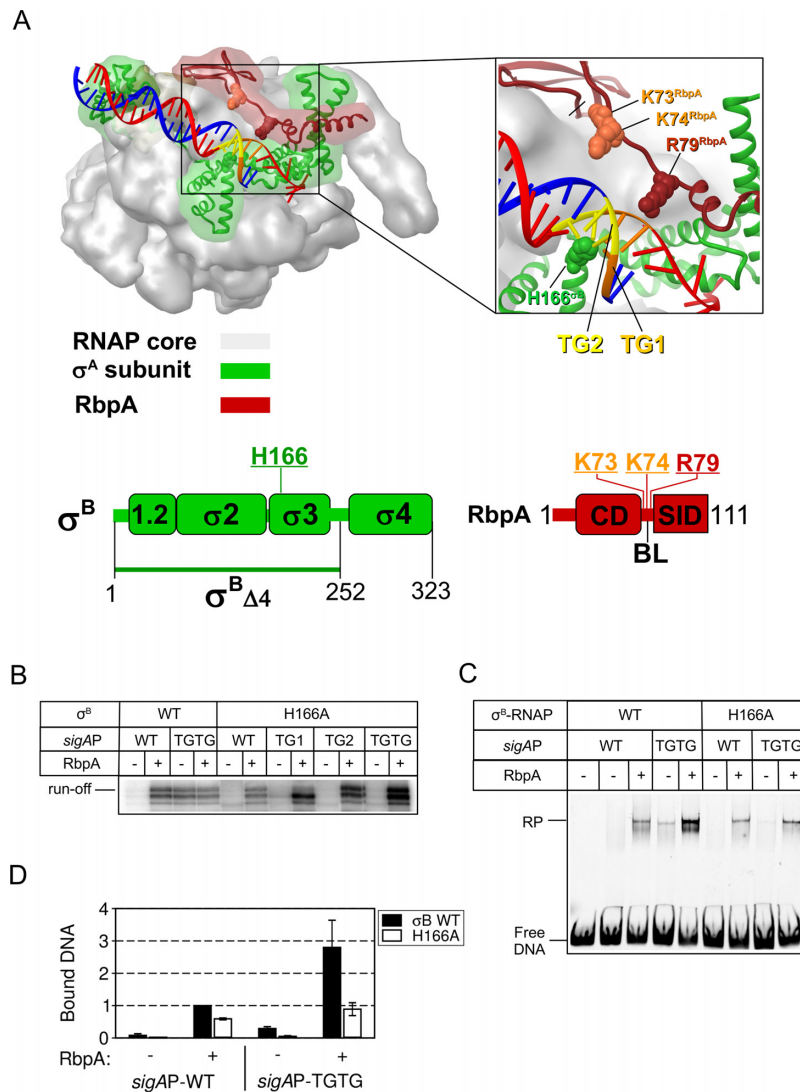 A
K73RbpA
K74RbpA
R79RbpA
H166σB
TG2 TG1
RNAP core
σA subunit
RbpA
H166
σB 1.2 σ2 σ3 σ4
1 σBΔ4 252 323
K73 K74 R79
RbpA 1 CD SID 111
BL
B
σB WT H166A
sigAP WT TGTG WT TG1 TG2 TGTG
RbpA - + - + - + - + - + - +
run-off
C
σB-RNAP WT H166A
sigAP WT TGTG WT TGTG
RbpA - - + - + - + - +
RP
Free
DNA
D
Bound DNA
4
3
2
1
0
σB WT
H166A
RbpA: - + - +
sigAP-WT sigAP-TGTG